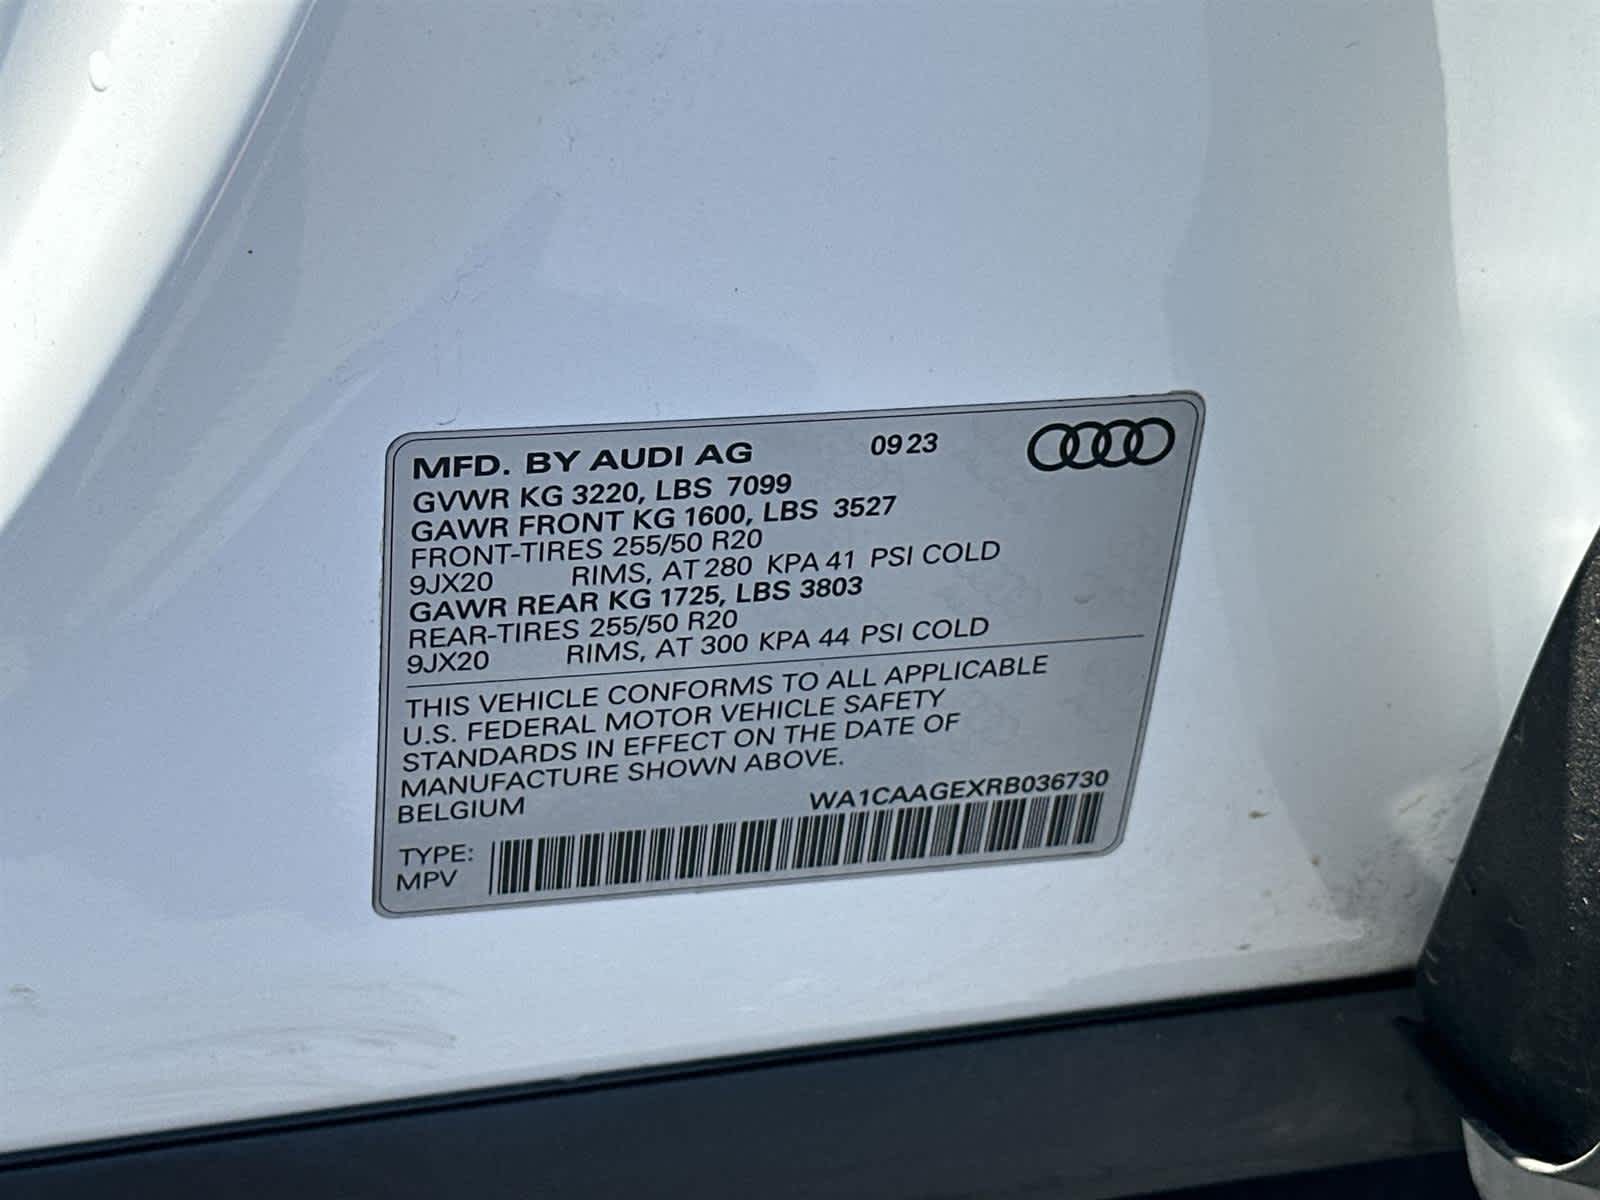 MFD. BY AUDI AG 09 23
GVWR KG 3220, LBS 7099
GAWR FRONT KG 1600, LBS 3527
FRONT-TIRES 255/50 R20
9JX20 RIMS, AT 280 KPA 41 PSI COLD
GAWR REAR KG 1725, LBS 3803
REAR-TIRES 255/50 R20
9JX20 RIMS, AT 300 KPA 44 PSI COLD
THIS VEHICLE CONFORMS TO ALL APPLICABLE
U.S. FEDERAL MOTOR VEHICLE SAFETY
STANDARDS IN EFFECT ON THE DATE OF
MANUFACTURE SHOWN ABOVE.
BELGIUM WA1CAAGEXRB036730
TYPE:
MPV